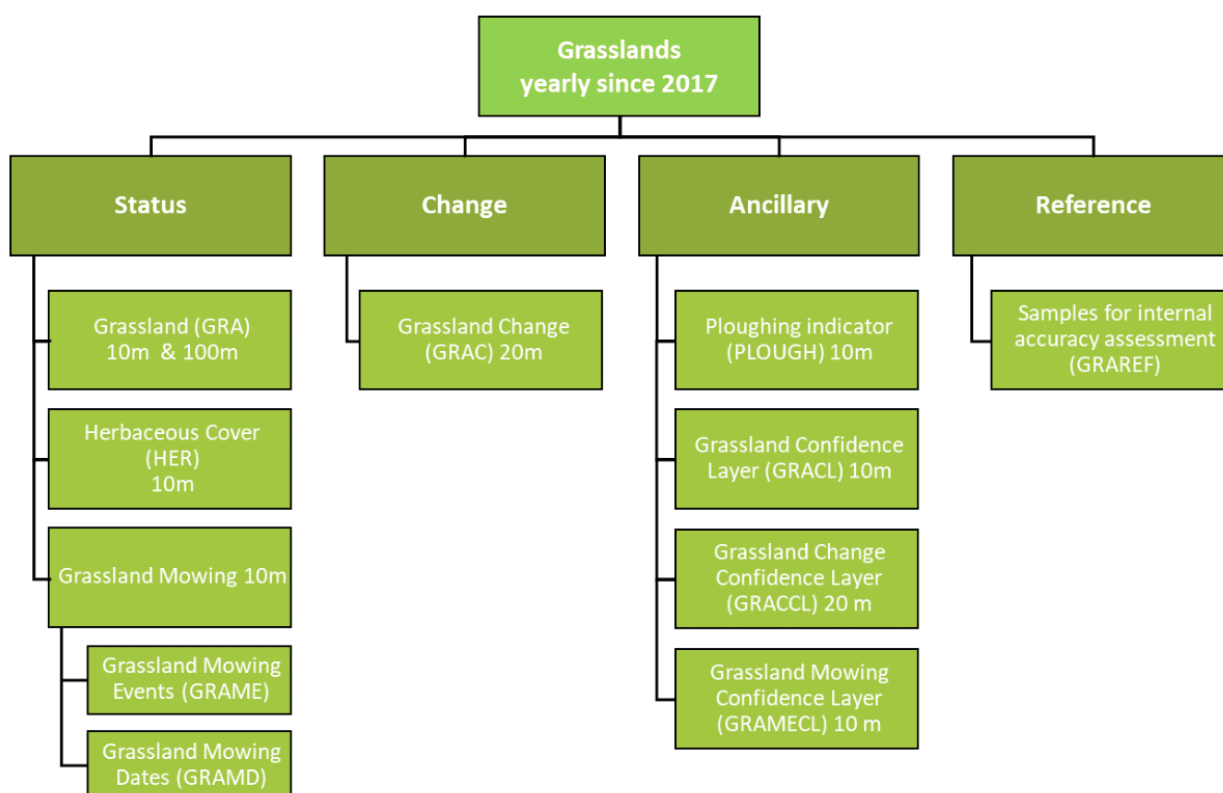 Grasslands
yearly since 2017
Status
Change
Ancillary
Reference
Grassland (GRA)
10m & 100m
Herbaceous Cover
(HER)
10m
Grassland Mowing 10m
Grassland Mowing
Events (GRAME)
Grassland Mowing
Dates (GRAMD)
Grassland Change
(GRAC) 20m
Ploughing indicator
(PLOUGH) 10m
Grassland Confidence
Layer (GRACL) 10m
Grassland Change
Confidence Layer
(GRACCL) 20 m
Grassland Mowing
Confidence Layer
(GRAMECL) 10 m
Samples for internal
accuracy assessment
(GRAREF)